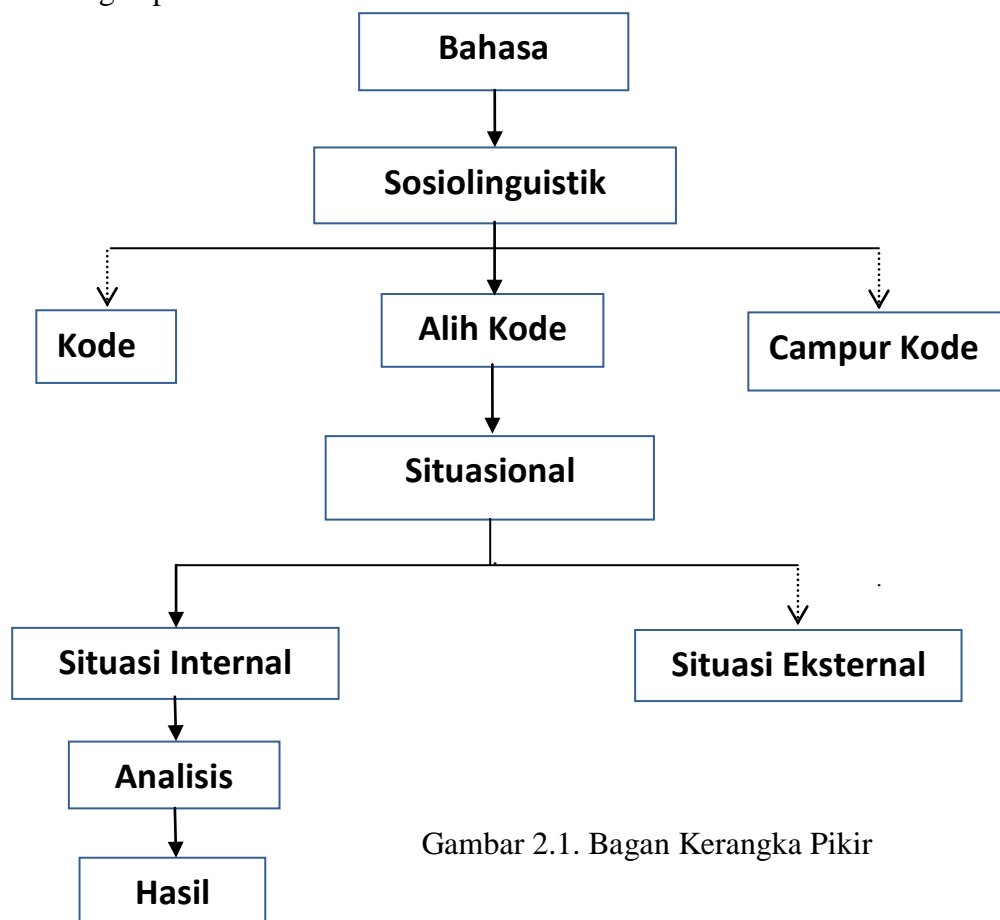 Bahasa
Sosiolinguistik
Kode
Alih Kode
Campur Kode
Situasional
Situasi Internal
Situasi Eksternal
Analisis
Gambar 2.1. Bagan Kerangka Pikir
Hasil